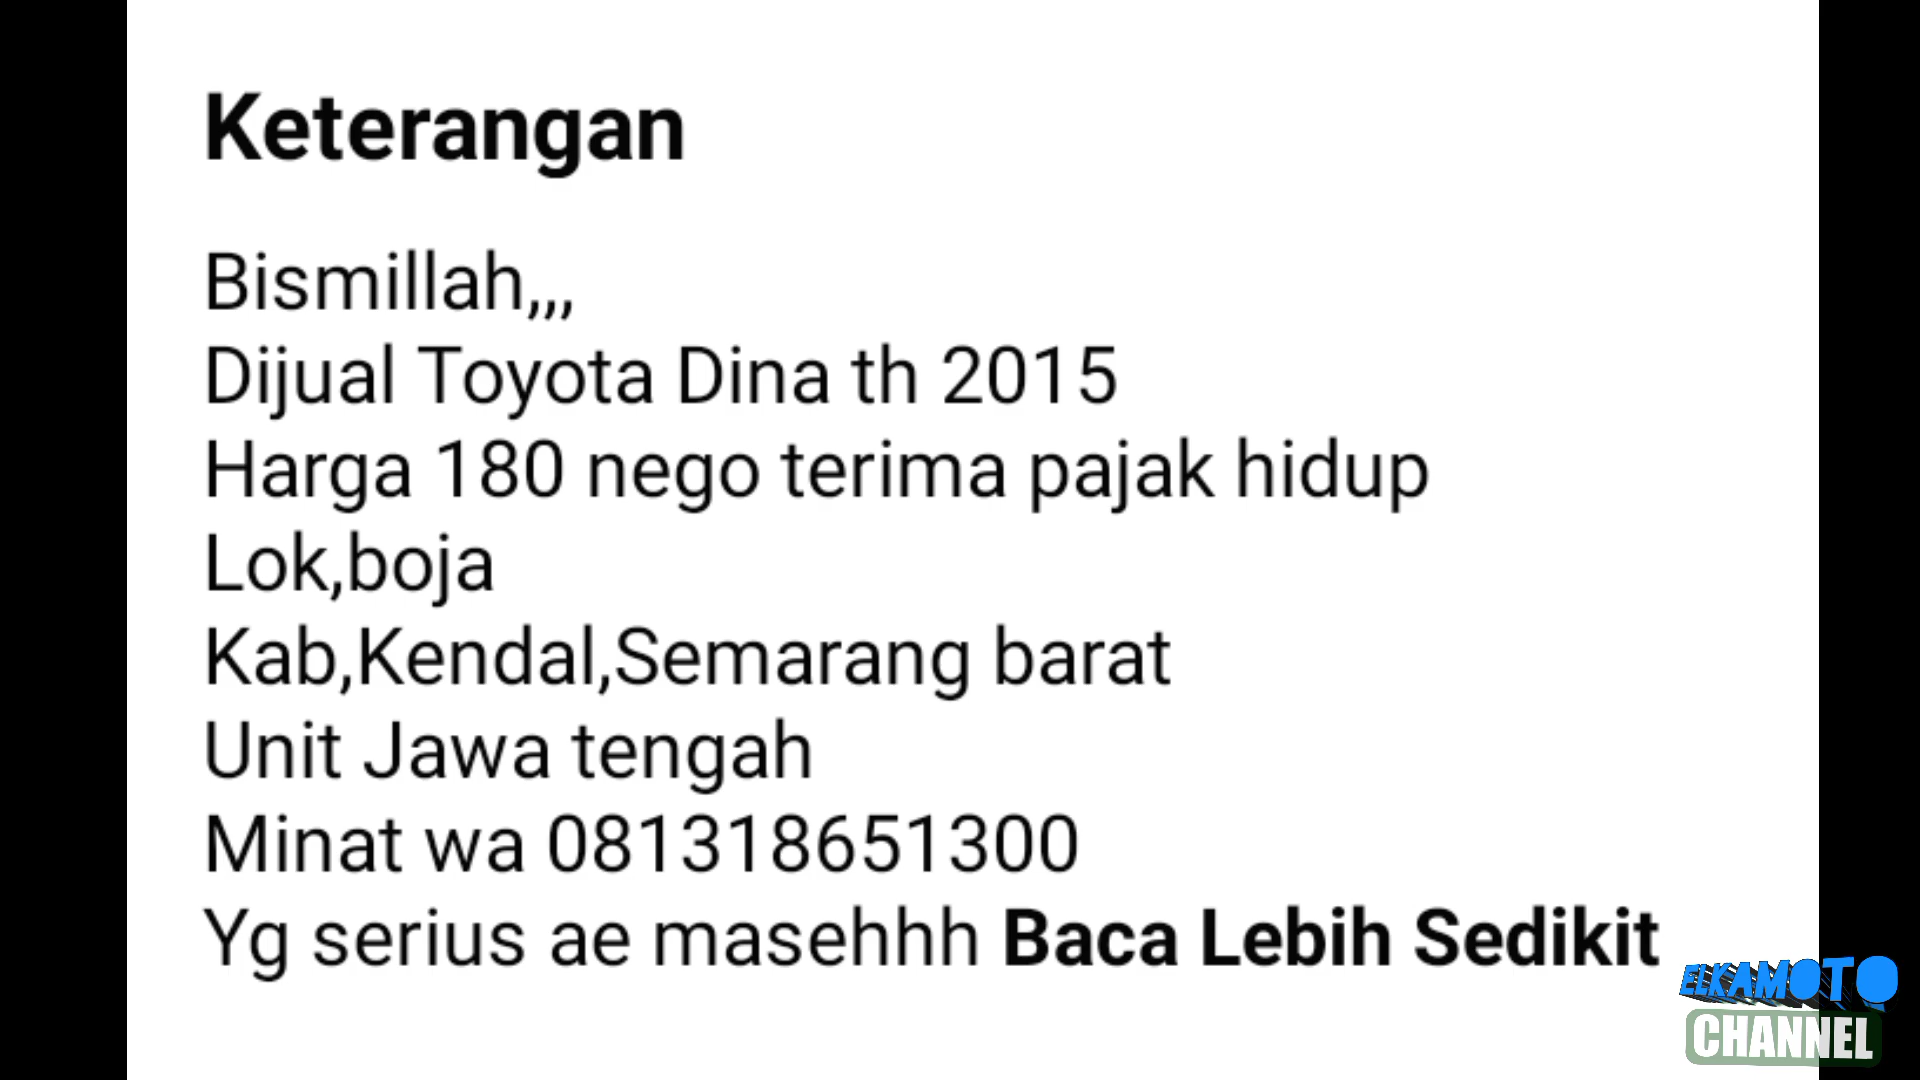 Keterangan
Bismillah,,,
Dijual Toyota Dina th 2015
Harga 180 nego terima pajak hidup
Lok,boja
Kab,Kendal,Semarang barat
Unit Jawa tengah
Minat wa 081318651300
Yg serius ae masehhh Baca Lebih Sedikit
ELKAMOTO
CHANNEL